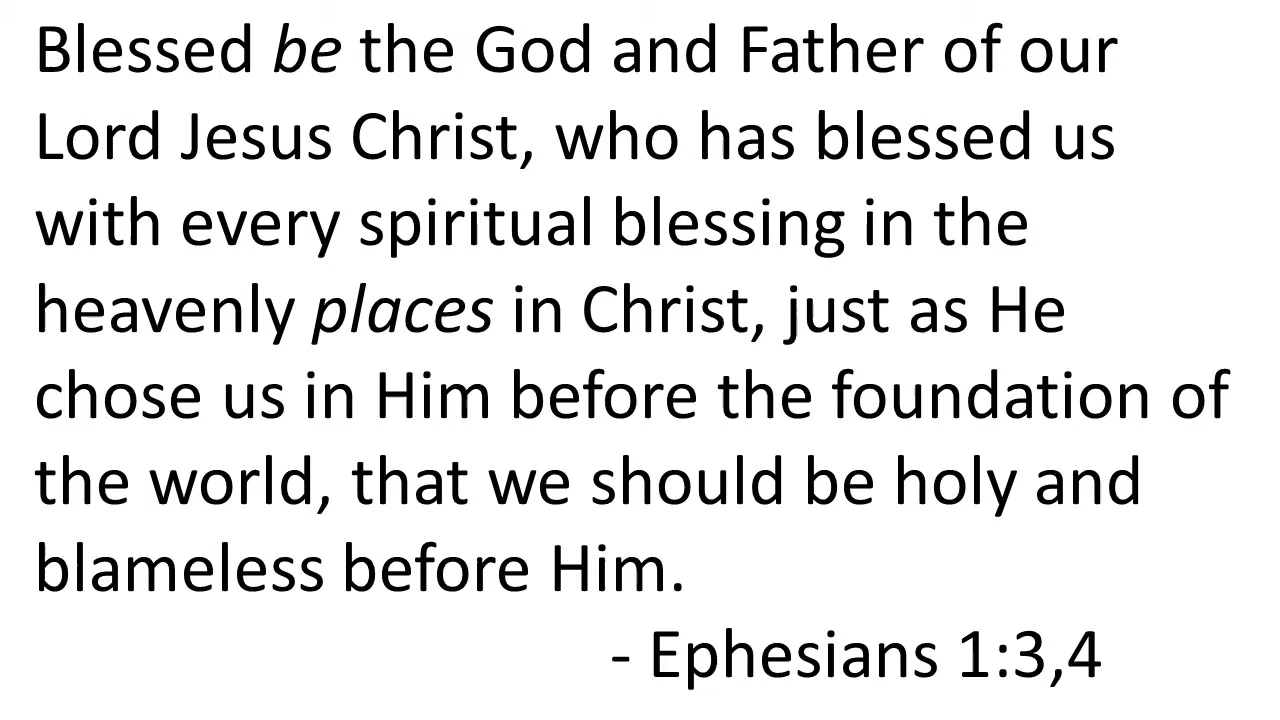 Blessed be the God and Father of our
Lord Jesus Christ, who has blessed us
with every spiritual blessing in the
heavenly places in Christ, just as He
chose us in Him before the foundation of
the world, that we should be holy and
blameless before Him.
- Ephesians 1:3,4